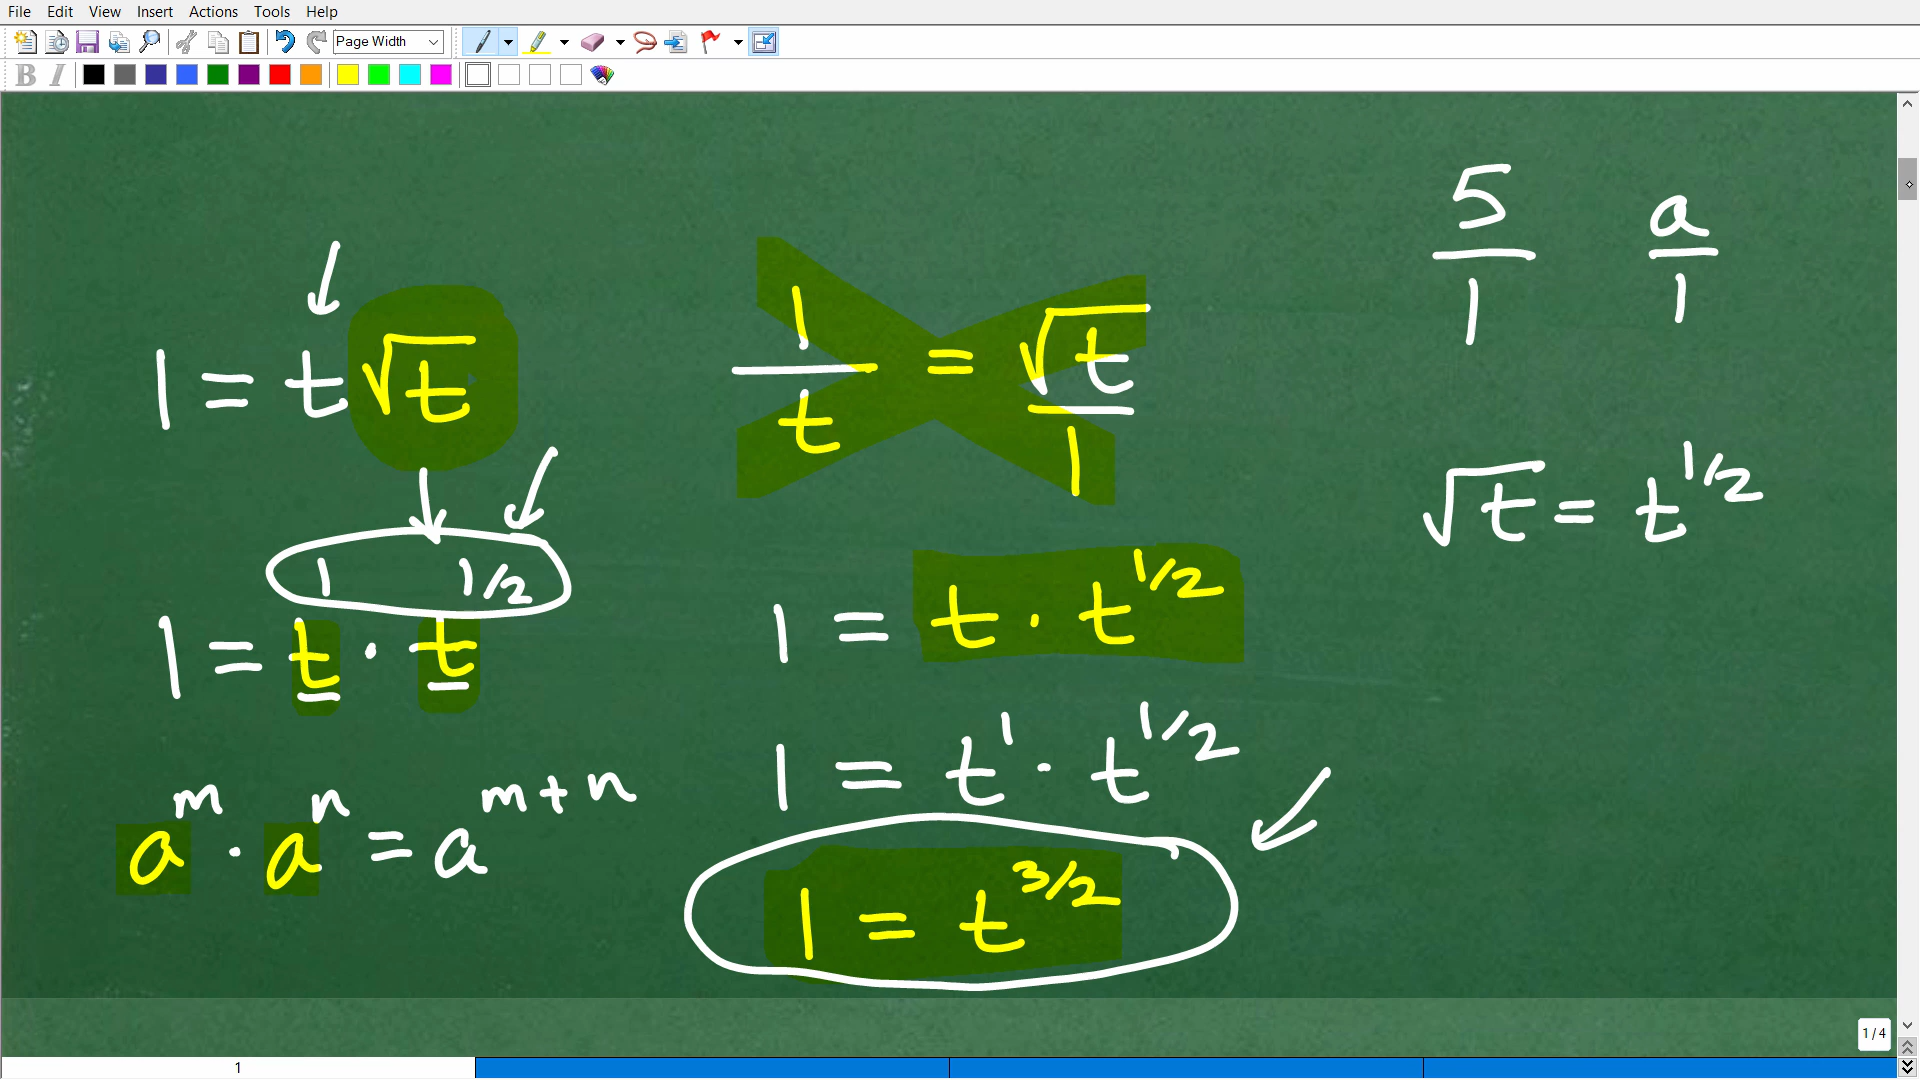 File Edit View Insert Actions Tools Help
Page Width
B I
5/1 a/1
1 = t√t
1/t = √t/1
√t = t^1/2
1 1/2
1 = t · t
1 = t · t^1/2
1 = t^1 · t^1/2
a^m · a^n = a^m+n
1 = t^3/2
1 / 4
1